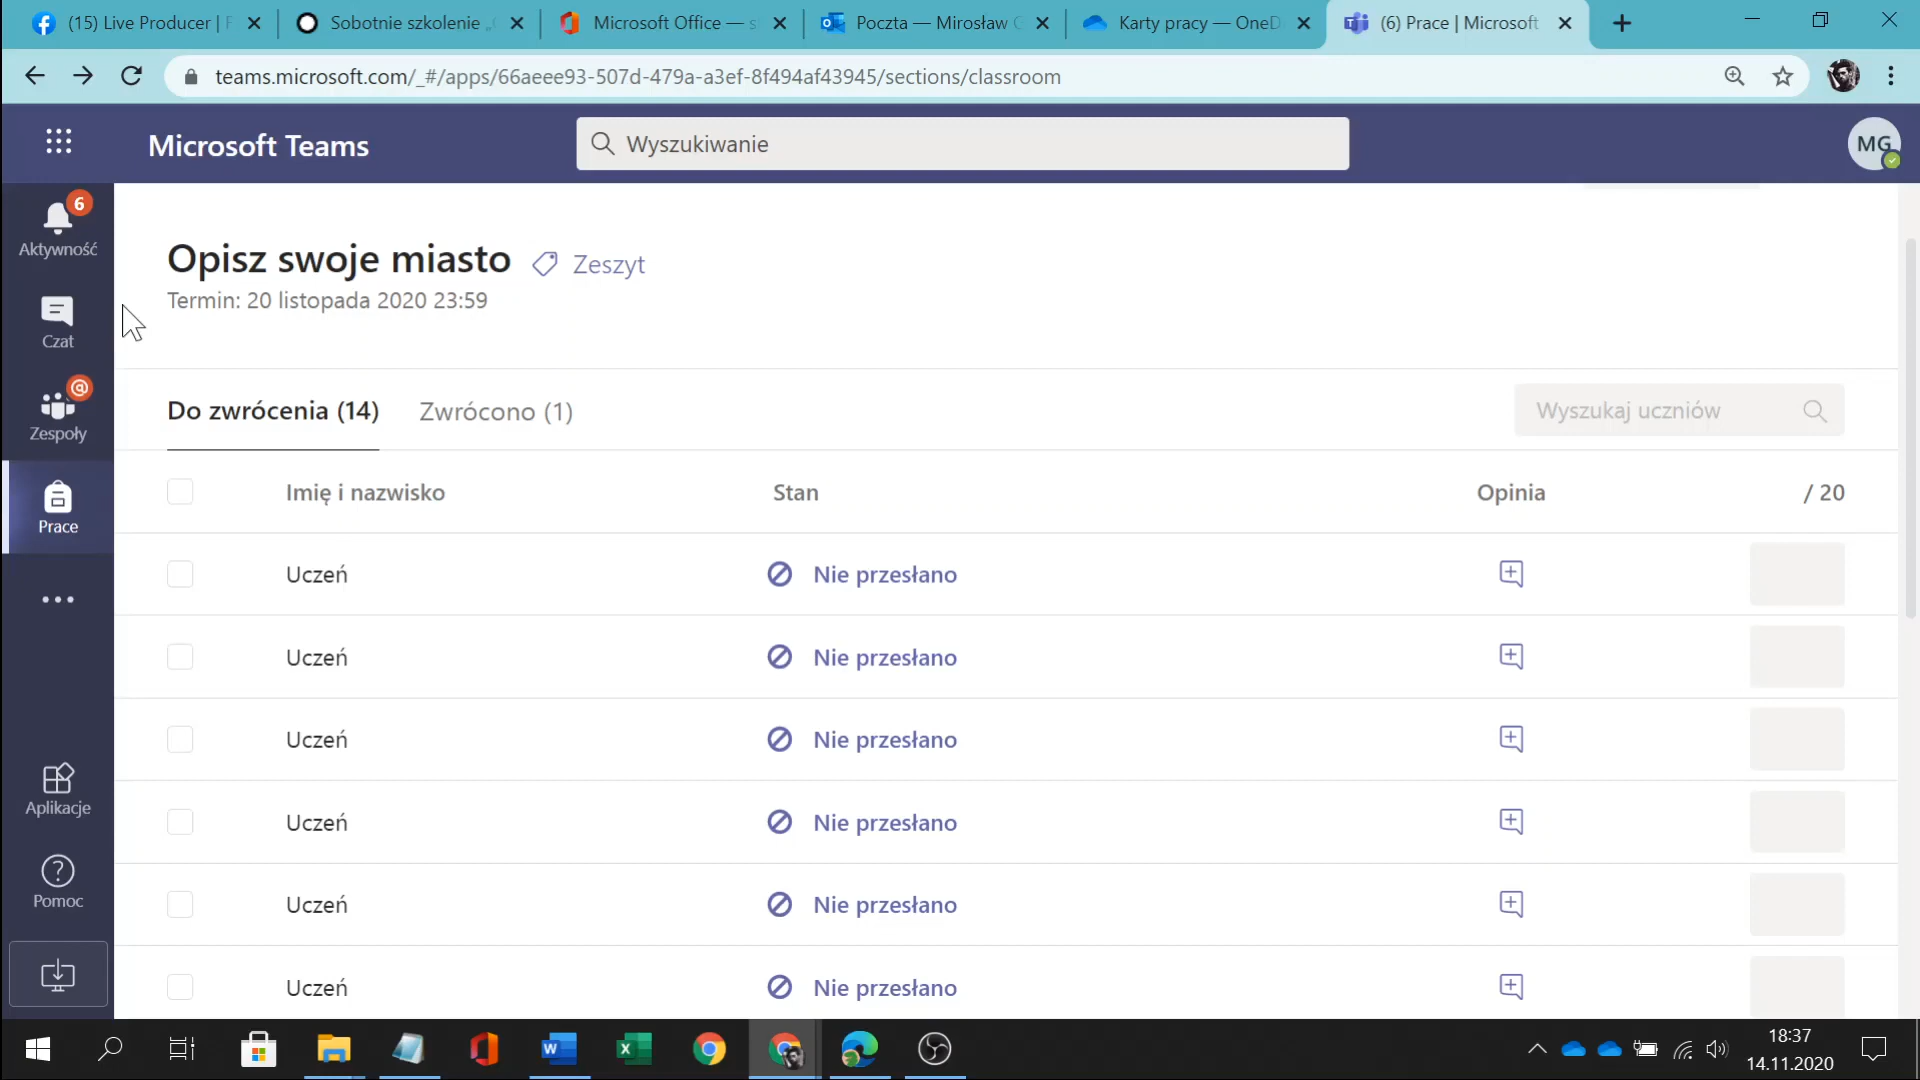 (15) Live Producer | F
Sobotnie szkolenie „
Microsoft Office — s
Poczta — Mirosław G
Karty pracy — OneD
(6) Prace | Microsoft
teams.microsoft.com/_#/apps/66aeee93-507d-479a-a3ef-8f494af43945/sections/classroom
Microsoft Teams
Wyszukiwanie
MG
6
Aktywność
Czat
Zespoły
Prace
Aplikacje
Pomoc
Opisz swoje miasto
Zeszyt
Termin: 20 listopada 2020 23:59
Do zwrócenia (14)
Zwrócono (1)
Wyszukaj uczniów
Imię i nazwisko
Stan
Opinia
/ 20
Uczeń
Nie przesłano
Uczeń
Nie przesłano
Uczeń
Nie przesłano
Uczeń
Nie przesłano
Uczeń
Nie przesłano
Uczeń
Nie przesłano
18:37
14.11.2020